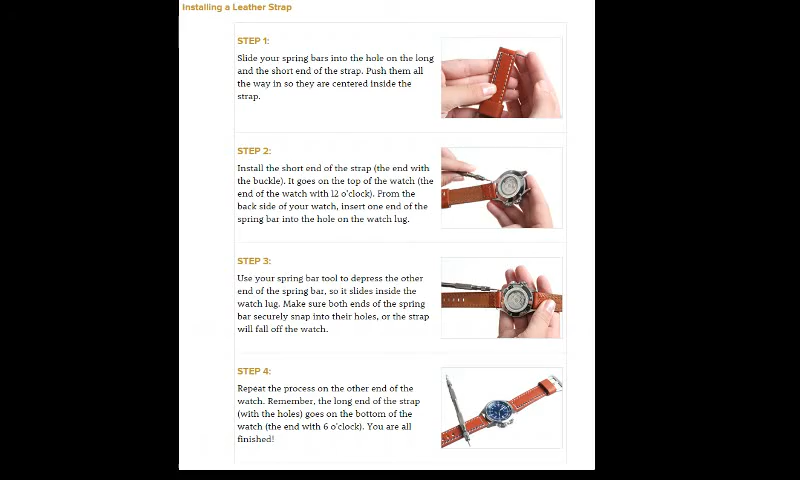 Installing a Leather Strap
STEP 1:
Slide your spring bars into the hole on the long
and the short end of the strap. Push them all
the way in so they are centered inside the
strap.
STEP 2:
Install the short end of the strap (the end with
the buckle). It goes on the top of the watch (the
end of the watch with 12 o'clock). From the
back side of your watch, insert one end of the
spring bar into the hole on the watch lug.
STEP 3:
Use your spring bar tool to depress the other
end of the spring bar, so it slides inside the
watch lug. Make sure both ends of the spring
bar securely snap into their holes, or the strap
will fall off the watch.
STEP 4:
Repeat the process on the other end of the
watch. Remember, the long end of the strap
(with the holes) goes on the bottom of the
watch (the end with 6 o'clock). You are all
finished!